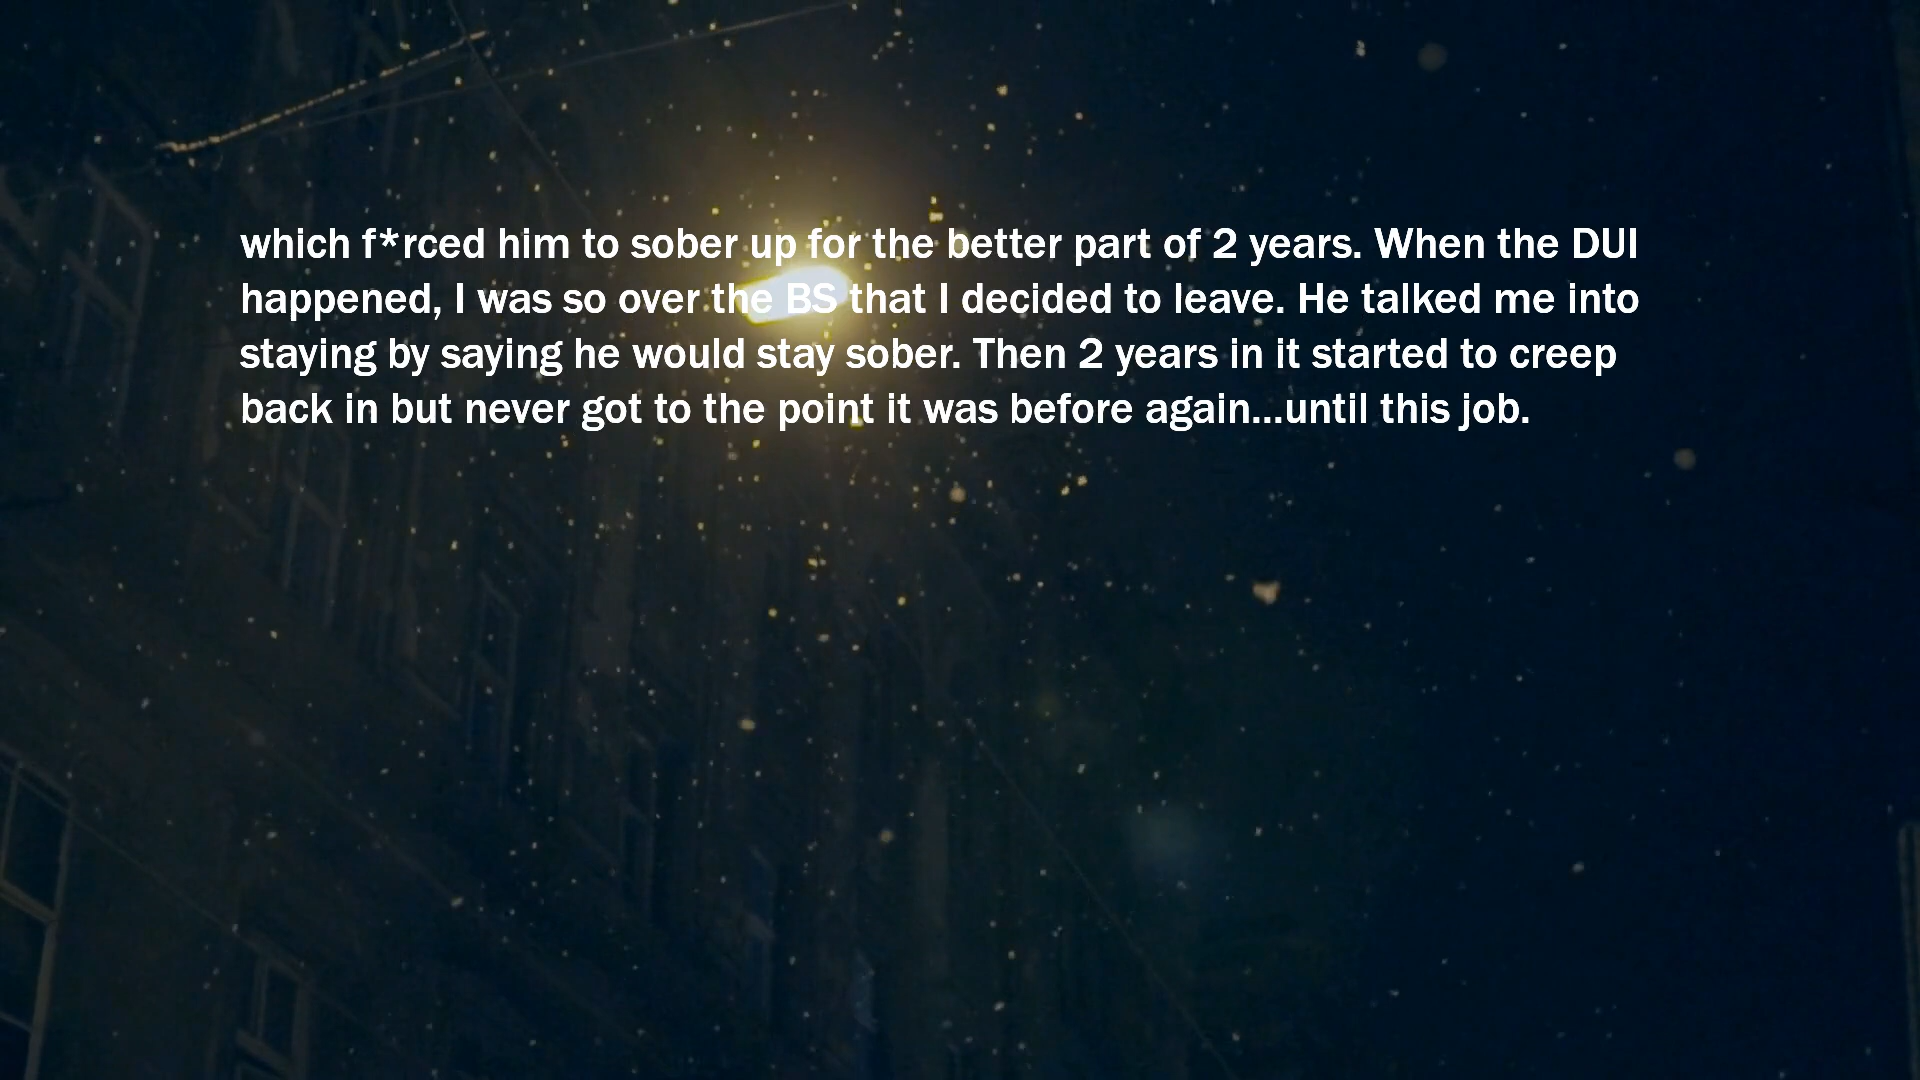 which f*rced him to sober up for the better part of 2 years. When the DUI
happened, I was so over the BS that I decided to leave. He talked me into
staying by saying he would stay sober. Then 2 years in it started to creep
back in but never got to the point it was before again...until this job.